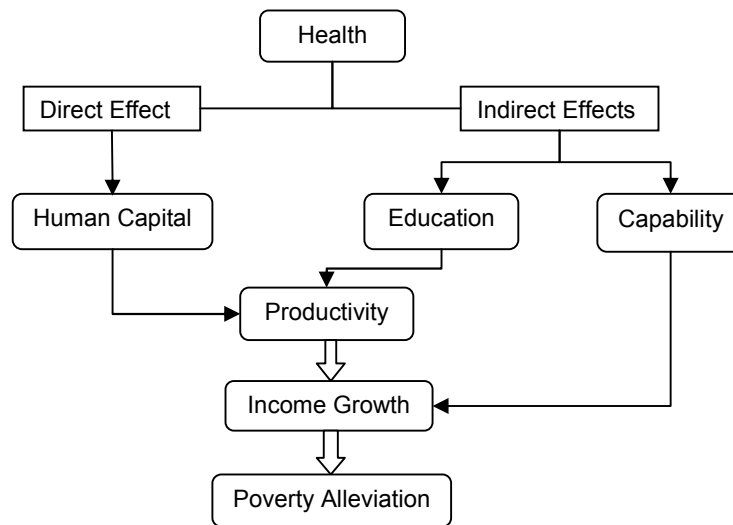 Health
Direct Effect
Indirect Effects
Human Capital
Education
Capability
Productivity
Income Growth
Poverty Alleviation